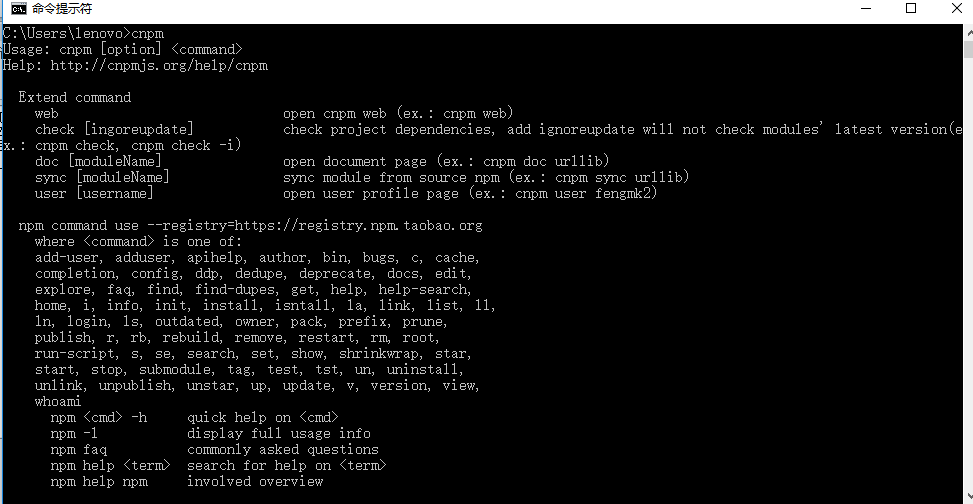 命令提示符
C:\Users\lenovo>cnpm
Usage: cnpm [option] <command>
Help: http://cnpmjs.org/help/cnpm
Extend command
web open cnpm web (ex.: cnpm web)
check [ingoreupdate] check project dependencies, add ignoreupdate will not check modules' latest version(e
x.: cnpm check, cnpm check -i)
doc [moduleName] open document page (ex.: cnpm doc urllib)
sync [moduleName] sync module from source npm (ex.: cnpm sync urllib)
user [username] open user profile page (ex.: cnpm user fengmk2)
npm command use --registry=https://registry.npm.taobao.org
where <command> is one of:
add-user, adduser, apihelp, author, bin, bugs, c, cache,
completion, config, ddp, dedupe, deprecate, docs, edit,
explore, faq, find, find-dupes, get, help, help-search,
home, i, info, init, install, isntall, la, link, list, ll,
ln, login, ls, outdated, owner, pack, prefix, prune,
publish, r, rb, rebuild, remove, restart, rm, root,
run-script, s, se, search, set, show, shrinkwrap, star,
start, stop, submodule, tag, test, tst, un, uninstall,
unlink, unpublish, unstar, up, update, v, version, view,
whoami
npm <cmd> -h quick help on <cmd>
npm -l display full usage info
npm faq commonly asked questions
npm help <term> search for help on <term>
npm help npm involved overview